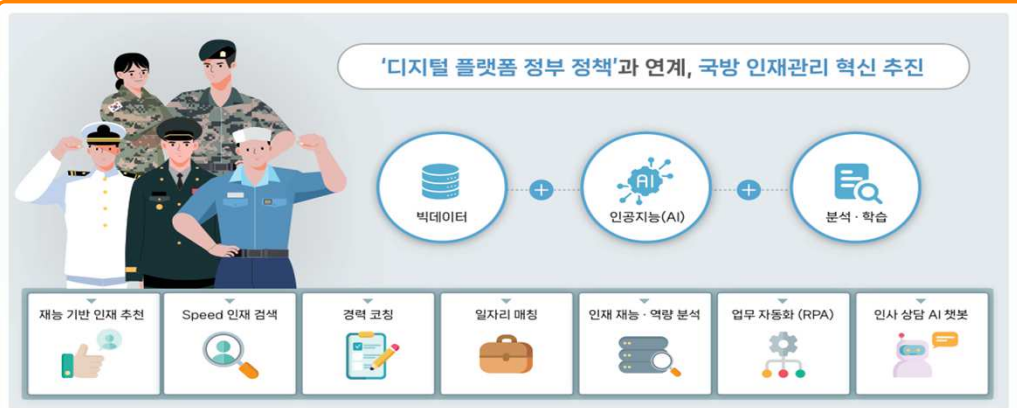 '디지털 플랫폼 정부 정책'과 연계, 국방 인재관리 혁신 추진
빅데이터
AI
인공지능(AI)
분석 · 학습
재능 기반 인재 추천
Speed 인재 검색
경력 코칭
일자리 매칭
인재 재능 · 역량 분석
업무 자동화 (RPA)
인사 상담 AI 챗봇